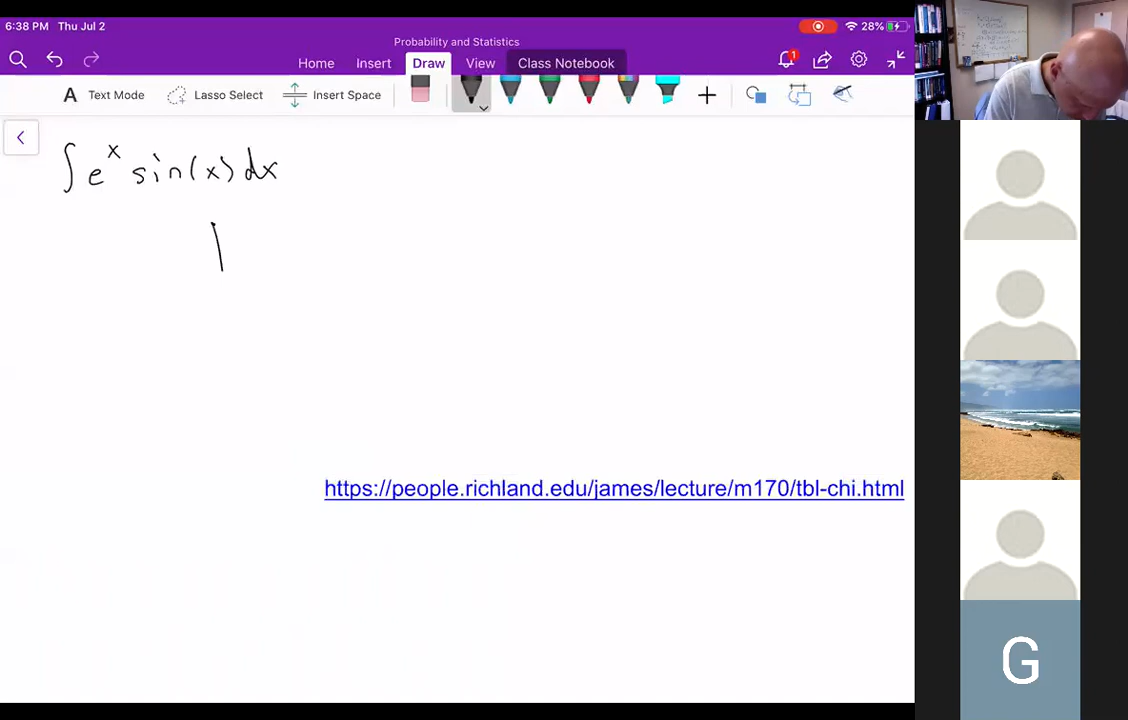 6:38 PM Thu Jul 2
28%
Probability and Statistics
Home Insert Draw View Class Notebook
1
A Text Mode Lasso Select Insert Space
∫ e^x sin(x) dx
https://people.richland.edu/james/lecture/m170/tbl-chi.html
G